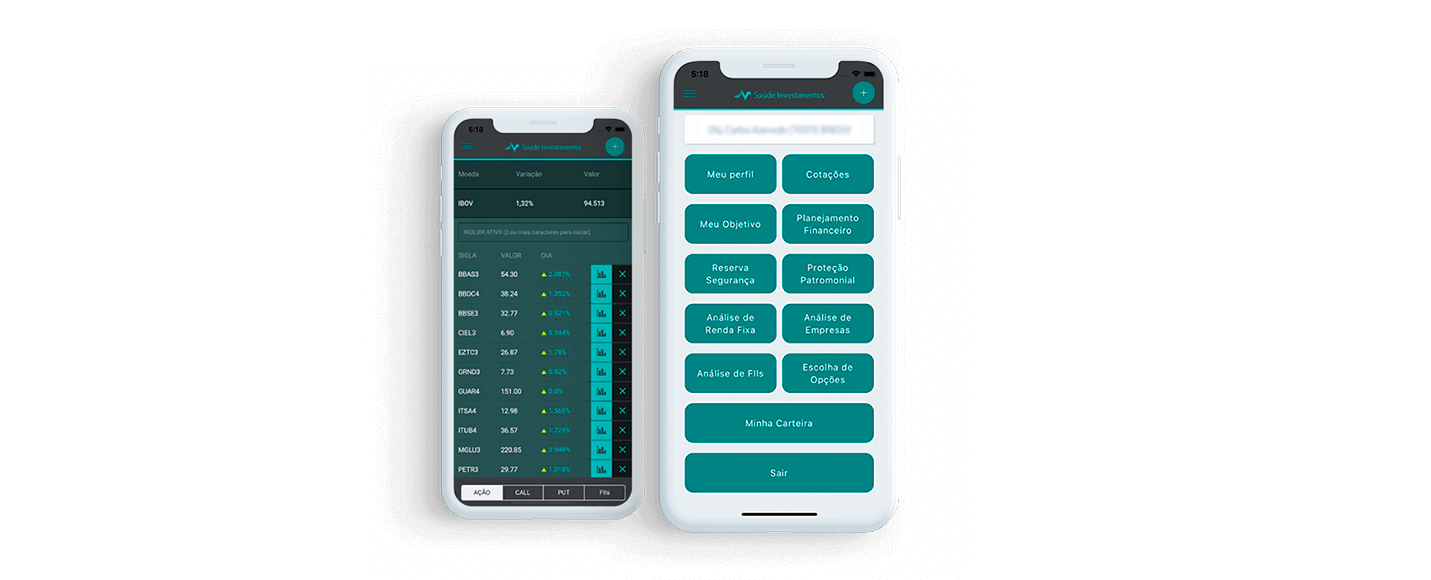 5:18
Saúde Investimentos
+
Moeda Variação Valor
IBOV 1,32% 94.513
INCLUIR ATIVO (2 ou mais caracteres para iniciar)
SIGLA VALOR DIA
BBAS3 54.30 2.087%
BBDC4 38.24 1.352%
BBSE3 32.77 0.521%
CIEL3 6.90 5.344%
EZTC3 26.87 1.78%
GRND3 7.73 0.52%
GUAR4 151.00 0.0%
ITSA4 12.98 1.565%
ITUB4 36.57 1.725%
MGLU3 220.85 3.949%
PETR3 29.77 1.018%
AÇÃO CALL PUT FIIs
5:18
Saúde Investimentos
+
Meu perfil
Cotações
Meu Objetivo
Planejamento
Financeiro
Reserva
Segurança
Proteção
Patromonial
Análise de
Renda Fixa
Análise de
Empresas
Análise de FIIs
Escolha de
Opções
Minha Carteira
Sair